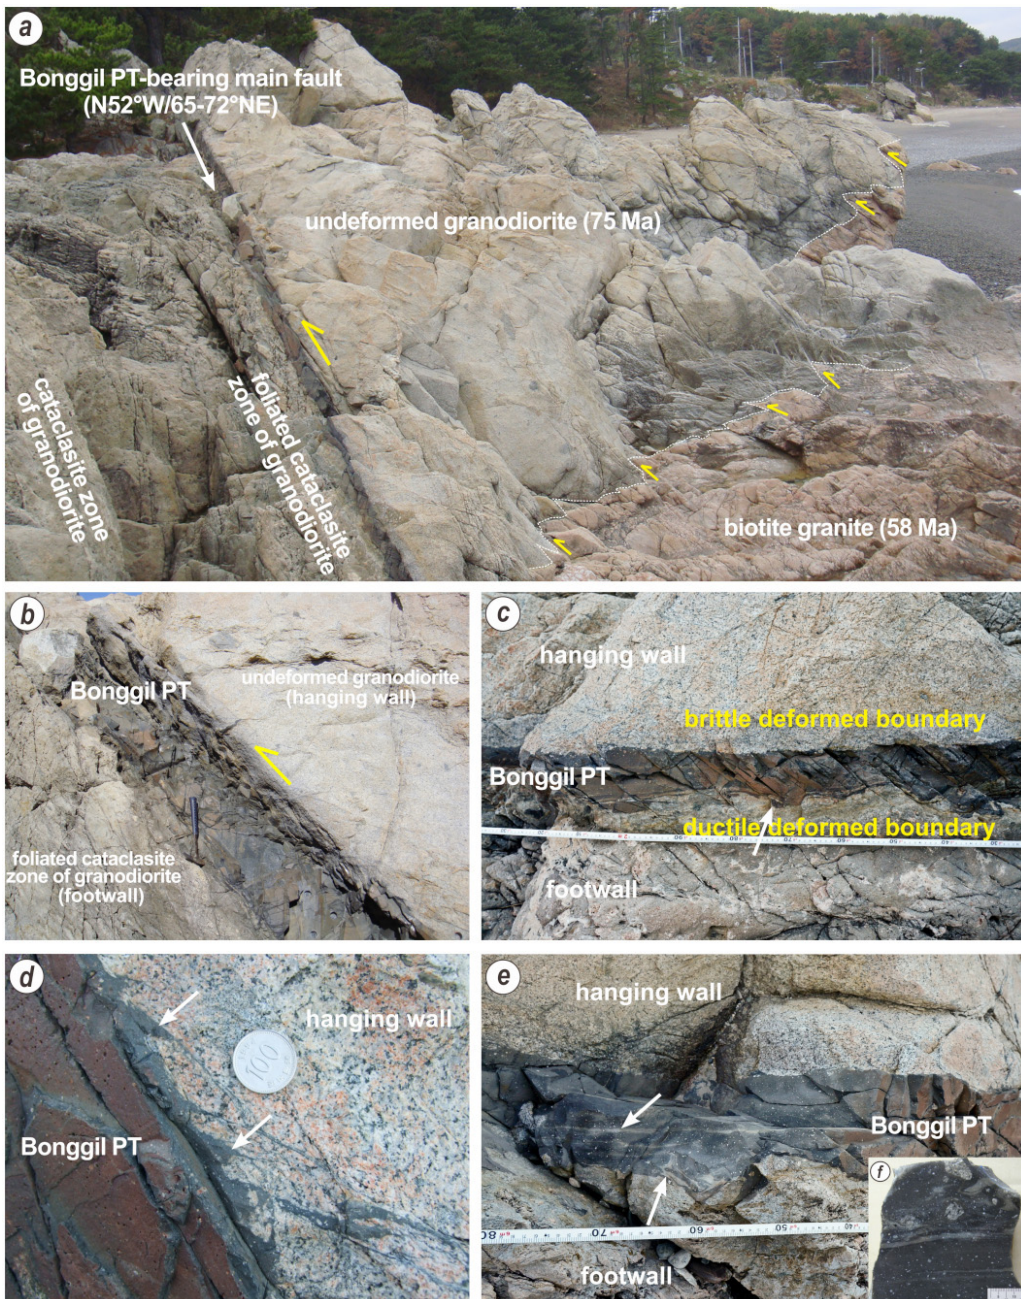 a
Bonggil PT-bearing main fault
(N52°W/65-72°NE)
undeformed granodiorite (75 Ma)
cataclasite zone
of granodiorite
foliated cataclasite
zone of granodiorite
biotite granite (58 Ma)
b
Bonggil PT
undeformed granodiorite
(hanging wall)
foliated cataclasite
zone of granodiorite
(footwall)
c
hanging wall
brittle deformed boundary
Bonggil PT
ductile deformed boundary
footwall
d
hanging wall
100
Bonggil PT
e
hanging wall
Bonggil PT
f
80
70
60
50
40
footwall